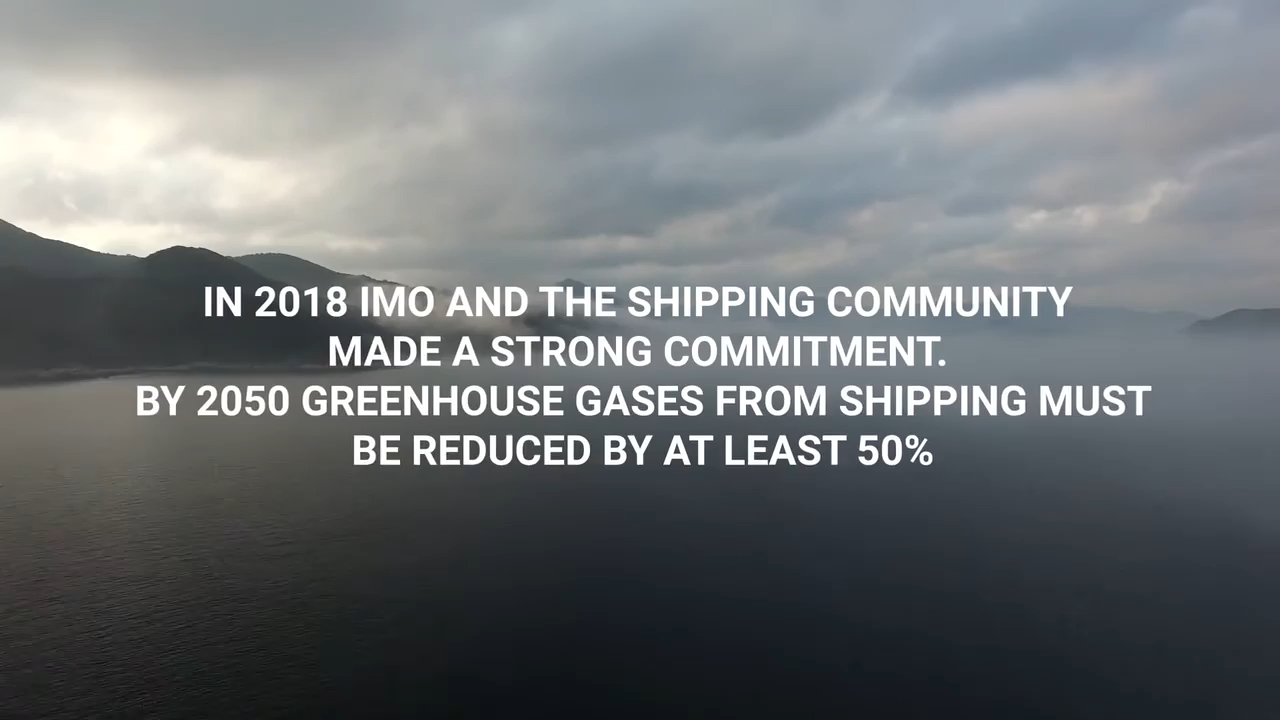 IN 2018 IMO AND THE SHIPPING COMMUNITY
MADE A STRONG COMMITMENT.
BY 2050 GREENHOUSE GASES FROM SHIPPING MUST
BE REDUCED BY AT LEAST 50%